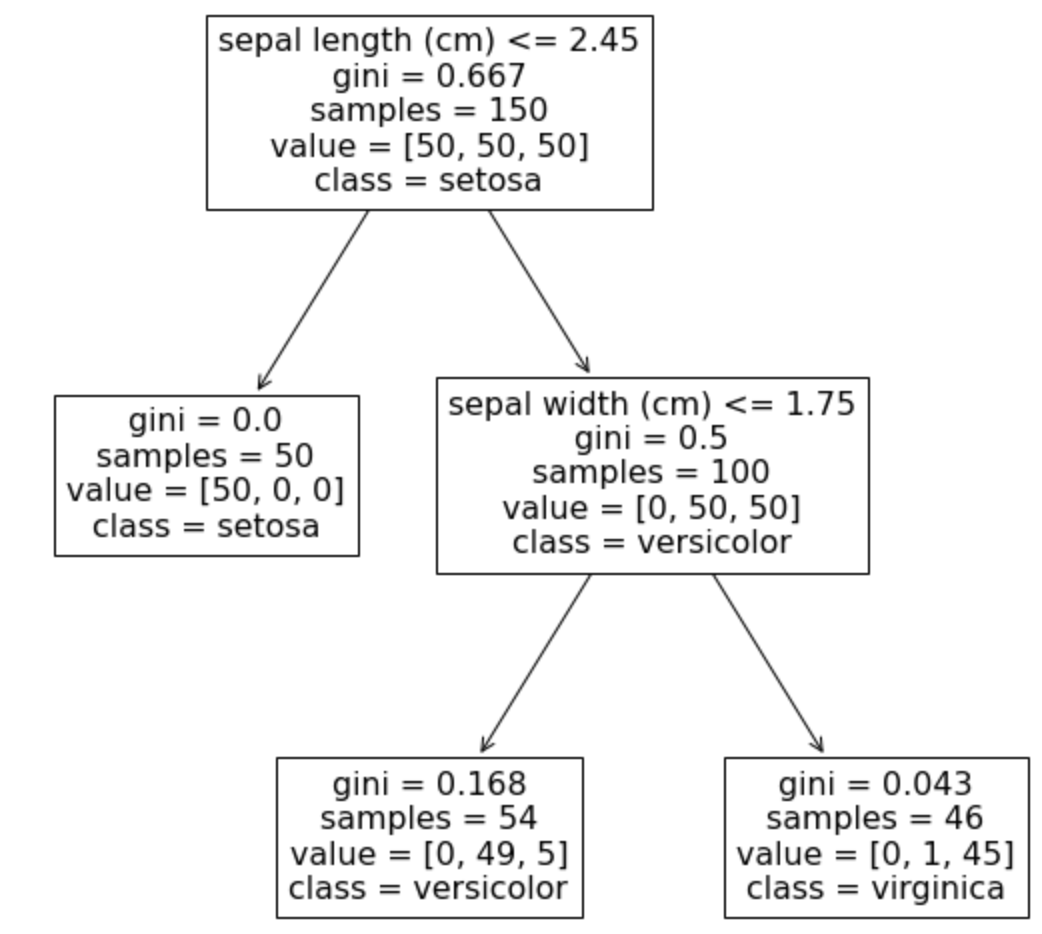 sepal length (cm) <= 2.45
gini = 0.667
samples = 150
value = [50, 50, 50]
class = setosa
gini = 0.0
samples = 50
value = [50, 0, 0]
class = setosa
sepal width (cm) <= 1.75
gini = 0.5
samples = 100
value = [0, 50, 50]
class = versicolor
gini = 0.168
samples = 54
value = [0, 49, 5]
class = versicolor
gini = 0.043
samples = 46
value = [0, 1, 45]
class = virginica